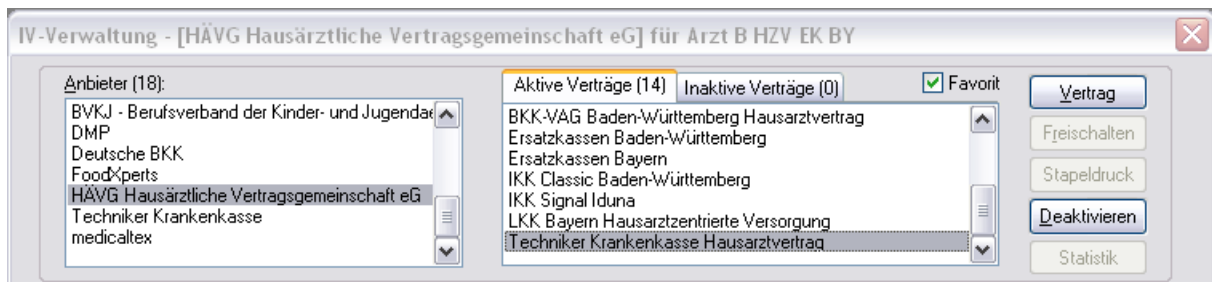 IV-Verwaltung - [HÄVG Hausärztliche Vertragsgemeinschaft eG] für Arzt B HZV EK BY
Anbieter (18):
BVKJ - Berufsverband der Kinder- und Jugendae
DMP
Deutsche BKK
FoodXperts
HÄVG Hausärztliche Vertragsgemeinschaft eG
Techniker Krankenkasse
medicaltex
Aktive Verträge (14)
Inaktive Verträge (0)
Favorit
BKK-VAG Baden-Württemberg Hausarztvertrag
Ersatzkassen Baden-Württemberg
Ersatzkassen Bayern
IKK Classic Baden-Württemberg
IKK Signal Iduna
LKK Bayern Hausarztzentrierte Versorgung
Techniker Krankenkasse Hausarztvertrag
Vertrag
Freischalten
Stapeldruck
Deaktivieren
Statistik